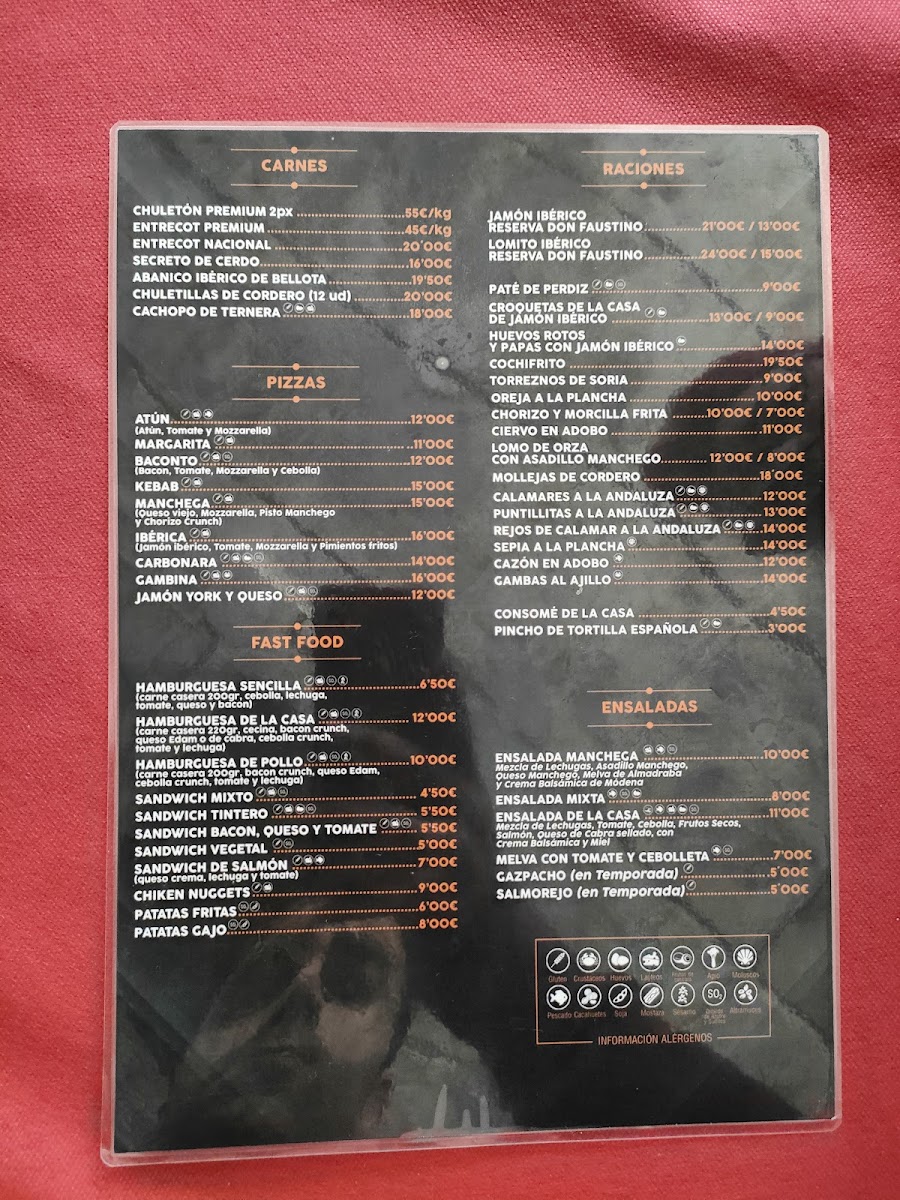 CARNES
CHULETÓN PREMIUM 2px ........ 55€/kg
ENTRECOT PREMIUM ........ 45€/kg
ENTRECOT NACIONAL ........ 20'00€
SECRETO DE CERDO ........ 16'00€
ABANICO IBÉRICO DE BELLOTA ........ 19'50€
CHULETILLAS DE CORDERO (12 ud) ........ 20'00€
CACHOPO DE TERNERA ........ 18'00€
PIZZAS
ATÚN ........ 12'00€
(Atún, Tomate y Mozzarella)
MARGARITA ........ 11'00€
BACONTO ........ 12'00€
(Bacon, Tomate, Mozzarella y Cebolla)
KEBAB ........ 15'00€
MANCHEGA ........ 15'00€
(Queso viejo, Mozzarella, Pisto Manchego
y Chorizo Crunch)
IBÉRICA ........ 16'00€
(Jamón ibérico, Tomate, Mozzarella y Pimientos fritos)
CARBONARA ........ 14'00€
GAMBINA ........ 16'00€
JAMÓN YORK Y QUESO ........ 12'00€
FAST FOOD
HAMBURGUESA SENCILLA ........ 6'50€
(carne casera 200gr, cebolla, lechuga,
tomate, queso y bacon)
HAMBURGUESA DE LA CASA ........ 12'00€
(carne casera 220gr, cecina, bacon crunch,
queso Edam o de cabra, cebolla crunch,
tomate y lechuga)
HAMBURGUESA DE POLLO ........ 10'00€
(carne casera 200gr, bacon crunch, queso Edam,
cebolla crunch, tomate y lechuga)
SANDWICH MIXTO ........ 4'50€
SANDWICH TINTERO ........ 5'50€
SANDWICH BACON, QUESO Y TOMATE ........ 5'50€
SANDWICH VEGETAL ........ 5'00€
SANDWICH DE SALMÓN ........ 7'00€
(queso crema, lechuga y tomate)
CHIKEN NUGGETS ........ 9'00€
PATATAS FRITAS ........ 6'00€
PATATAS GAJO ........ 8'00€
RACIONES
JAMÓN IBÉRICO
RESERVA DON FAUSTINO ........ 21'00€ / 13'00€
LOMITO IBÉRICO
RESERVA DON FAUSTINO ........ 24'00€ / 15'00€
PATÉ DE PERDIZ ........ 9'00€
CROQUETAS DE LA CASA
DE JAMÓN IBÉRICO ........ 13'00€ / 9'00€
HUEVOS ROTOS
Y PAPAS CON JAMÓN IBÉRICO ........ 14'00€
COCHIFRITO ........ 19'50€
TORREZNOS DE SORIA ........ 9'00€
OREJA A LA PLANCHA ........ 10'00€
CHORIZO Y MORCILLA FRITA ........ 10'00€ / 7'00€
CIERVO EN ADOBO ........ 11'00€
LOMO DE ORZA
CON ASADILLO MANCHEGO ........ 12'00€ / 8'00€
MOLLEJAS DE CORDERO ........ 18'00€
CALAMARES A LA ANDALUZA ........ 12'00€
PUNTILLITAS A LA ANDALUZA ........ 13'00€
REJOS DE CALAMAR A LA ANDALUZA ........ 14'00€
SEPIA A LA PLANCHA ........ 14'00€
CAZÓN EN ADOBO ........ 12'00€
GAMBAS AL AJILLO ........ 14'00€
CONSOMÉ DE LA CASA ........ 4'50€
PINCHO DE TORTILLA ESPAÑOLA ........ 3'00€
ENSALADAS
ENSALADA MANCHEGA ........ 10'00€
Mezcla de Lechugas, Asadillo Manchego,
Queso Manchego, Melva de Almadraba
y Crema Balsámica de Módena
ENSALADA MIXTA ........ 8'00€
ENSALADA DE LA CASA ........ 11'00€
Mezcla de Lechugas, Tomate, Cebolla, Frutos Secos,
Salmón, Queso de Cabra sellado, con
Crema Balsámica y Miel
MELVA CON TOMATE Y CEBOLLETA ........ 7'00€
GAZPACHO (en Temporada) ........ 5'00€
SALMOREJO (en Temporada) ........ 5'00€
Gluten Crustáceos Huevos Lácteos Apio Moluscos
SO2
Pescado Cacahuetes Soja Mostaza Sésamo Altramuces
INFORMACIÓN ALÉRGENOS